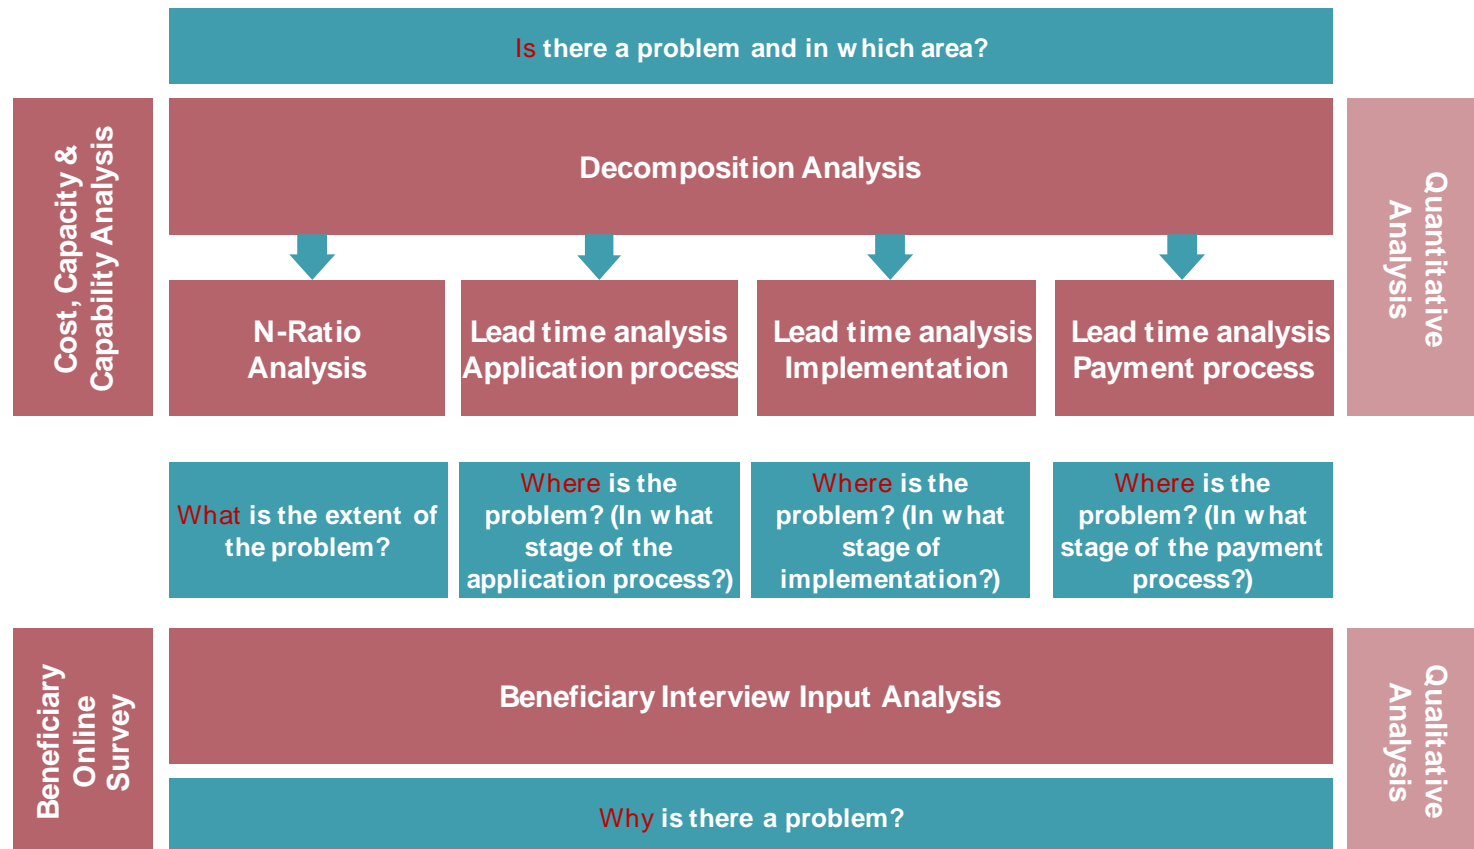 Is there a problem and in which area?
Cost, Capacity &
Capability Analysis
Decomposition Analysis
Quantitative
Analysis
N-Ratio
Analysis
Lead time analysis
Application process
Lead time analysis
Implementation
Lead time analysis
Payment process
What is the extent of
the problem?
Where is the
problem? (In what
stage of the
application process?)
Where is the
problem? (In what
stage of
implementation?)
Where is the
problem? (In what
stage of the payment
process?)
Beneficiary
Online
Survey
Beneficiary Interview Input Analysis
Qualitative
Analysis
Why is there a problem?